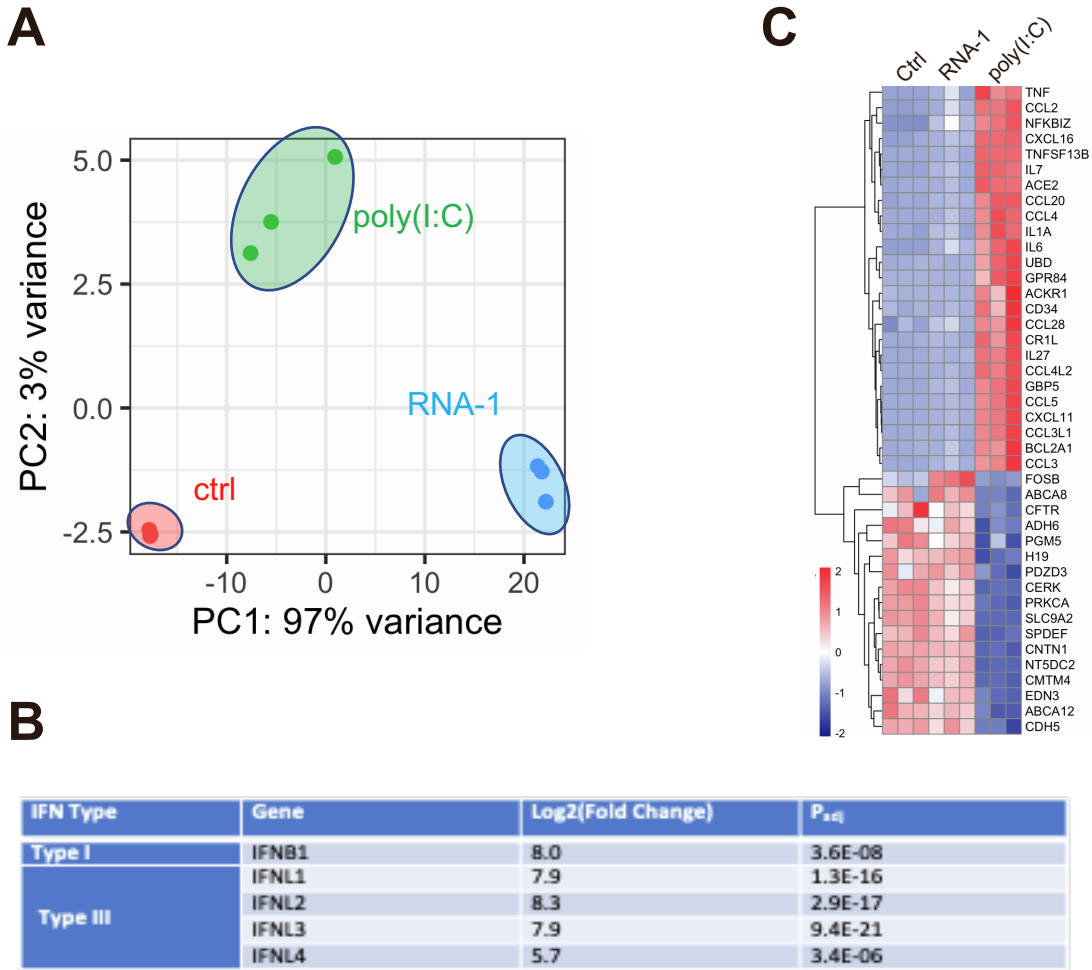 A
PC2: 3% variance
5.0
2.5
0.0
-2.5
poly(I:C)
RNA-1
ctrl
-10 0 10 20
PC1: 97% variance
C
Ctrl RNA-1 poly(I:C)
TNF
CCL2
NFKBIZ
CXCL16
TNFSF13B
IL7
ACE2
CCL20
CCL4
IL1A
IL6
UBD
GPR84
ACKR1
CD34
CCL28
CR1L
IL27
CCL4L2
GBP5
CCL5
CXCL11
CCL3L1
BCL2A1
CCL3
FOSB
ABCA8
CFTR
ADH6
PGM5
H19
PDZD3
CERK
PRKCA
SLC9A2
SPDEF
CNTN1
NT5DC2
CMTM4
EDN3
ABCA12
CDH5
2
1
0
-1
-2
B
IFN Type Gene Log2(Fold Change) Padj
Type I IFNB1 8.0 3.6E-08
Type III IFNL1 7.9 1.3E-16
IFNL2 8.3 2.9E-17
IFNL3 7.9 9.4E-21
IFNL4 5.7 3.4E-06